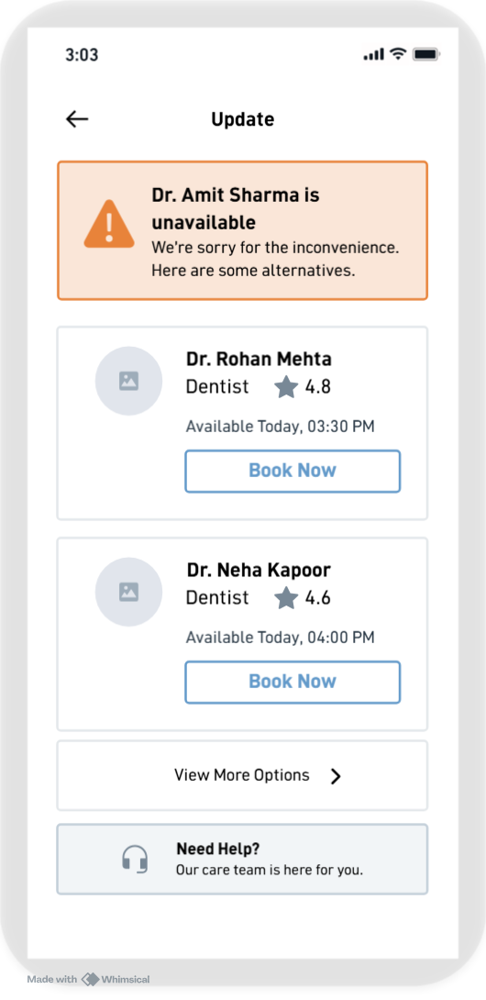 3:03
Update
Dr. Amit Sharma is
unavailable
We're sorry for the inconvenience.
Here are some alternatives.
Dr. Rohan Mehta
Dentist 4.8
Available Today, 03:30 PM
Book Now
Dr. Neha Kapoor
Dentist 4.6
Available Today, 04:00 PM
Book Now
View More Options
Need Help?
Our care team is here for you.
Made with Whimsical